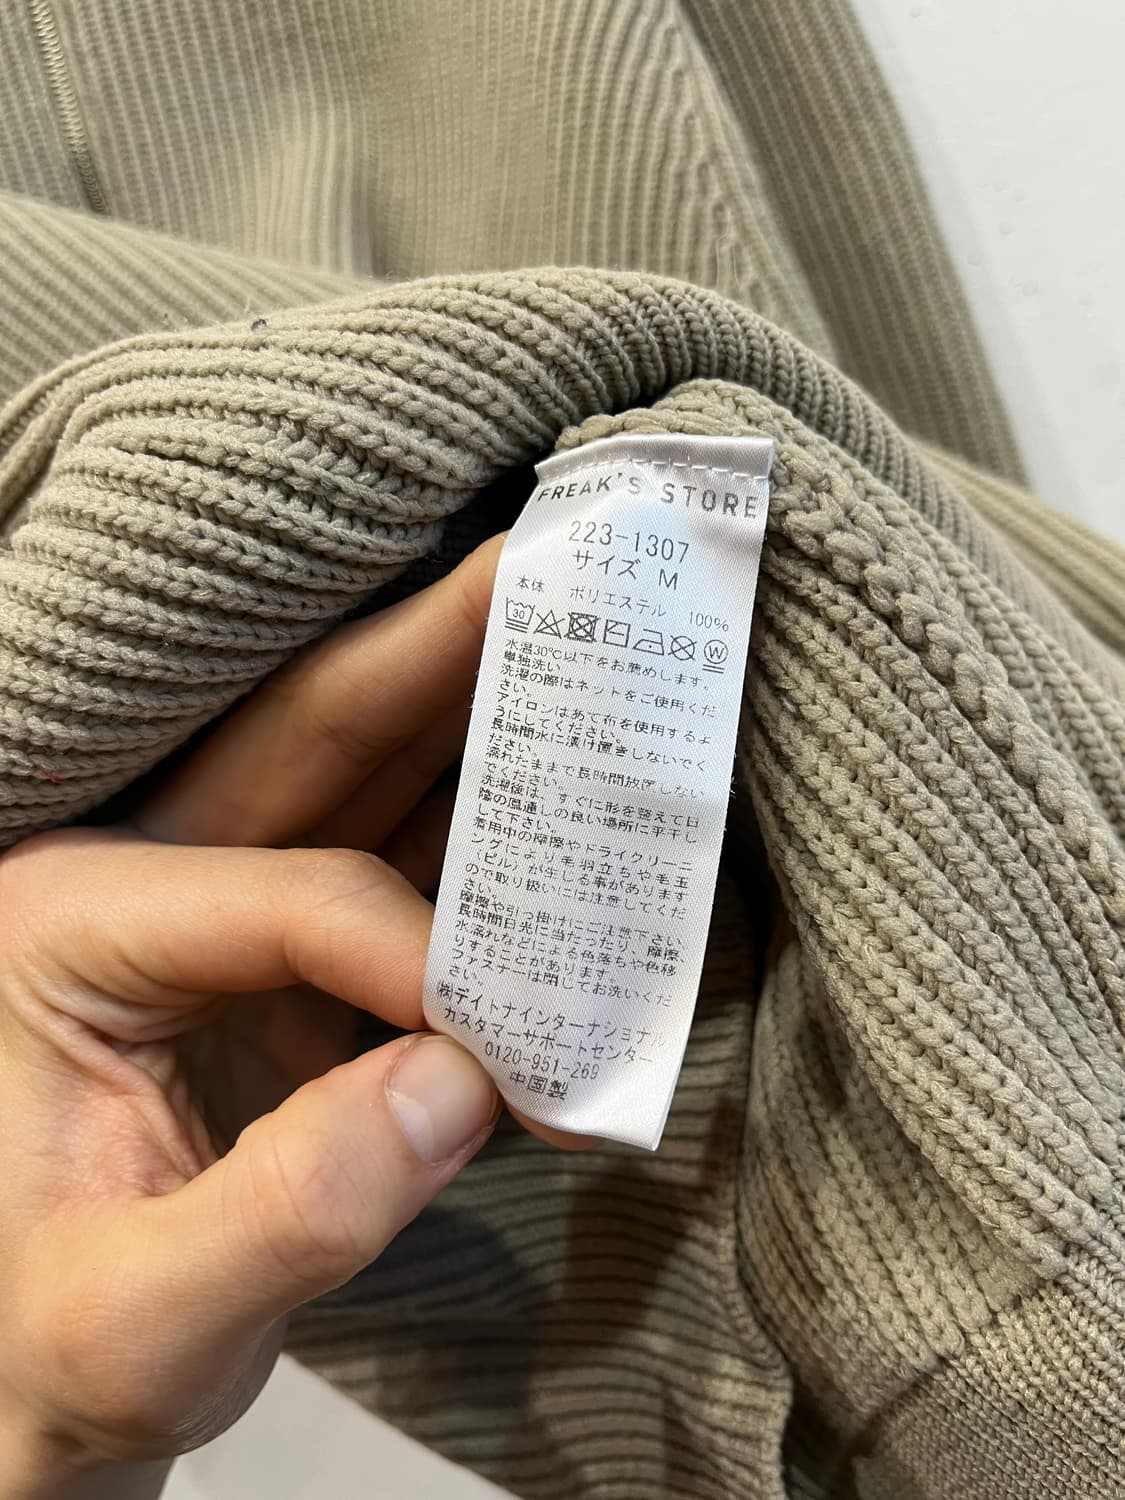 FREAK'S STORE
223-1307
サイズ M
本体 ポリエステル 100%
30 W
水温30℃以下をお薦めします。
単独洗い
洗濯の際はネットをご使用くだ
さい。
アイロンはあて布を使用するよ
うにしてください。
長時間水に漬け置きしないでく
ださい。
濡れたままで長時間放置しない
でください。
洗濯後は、すぐに形を整えて日
陰の風通しの良い場所に平干し
して下さい。
着用中の摩擦やドライクリーニ
ングにより毛羽立ちや毛玉
(ピル)が生じる事があります
ので取り扱いには注意してくだ
さい。
摩擦や引っ掛けにご注意下さい。
長時間日光に当たったり、摩擦
水濡れなどによる色落ちや色移
りすることがあります。
ファスナーは閉じてお洗いくだ
さい。
㈱デイトナインターナショナル
カスタマーサポートセンター
0120-951-269
中国製